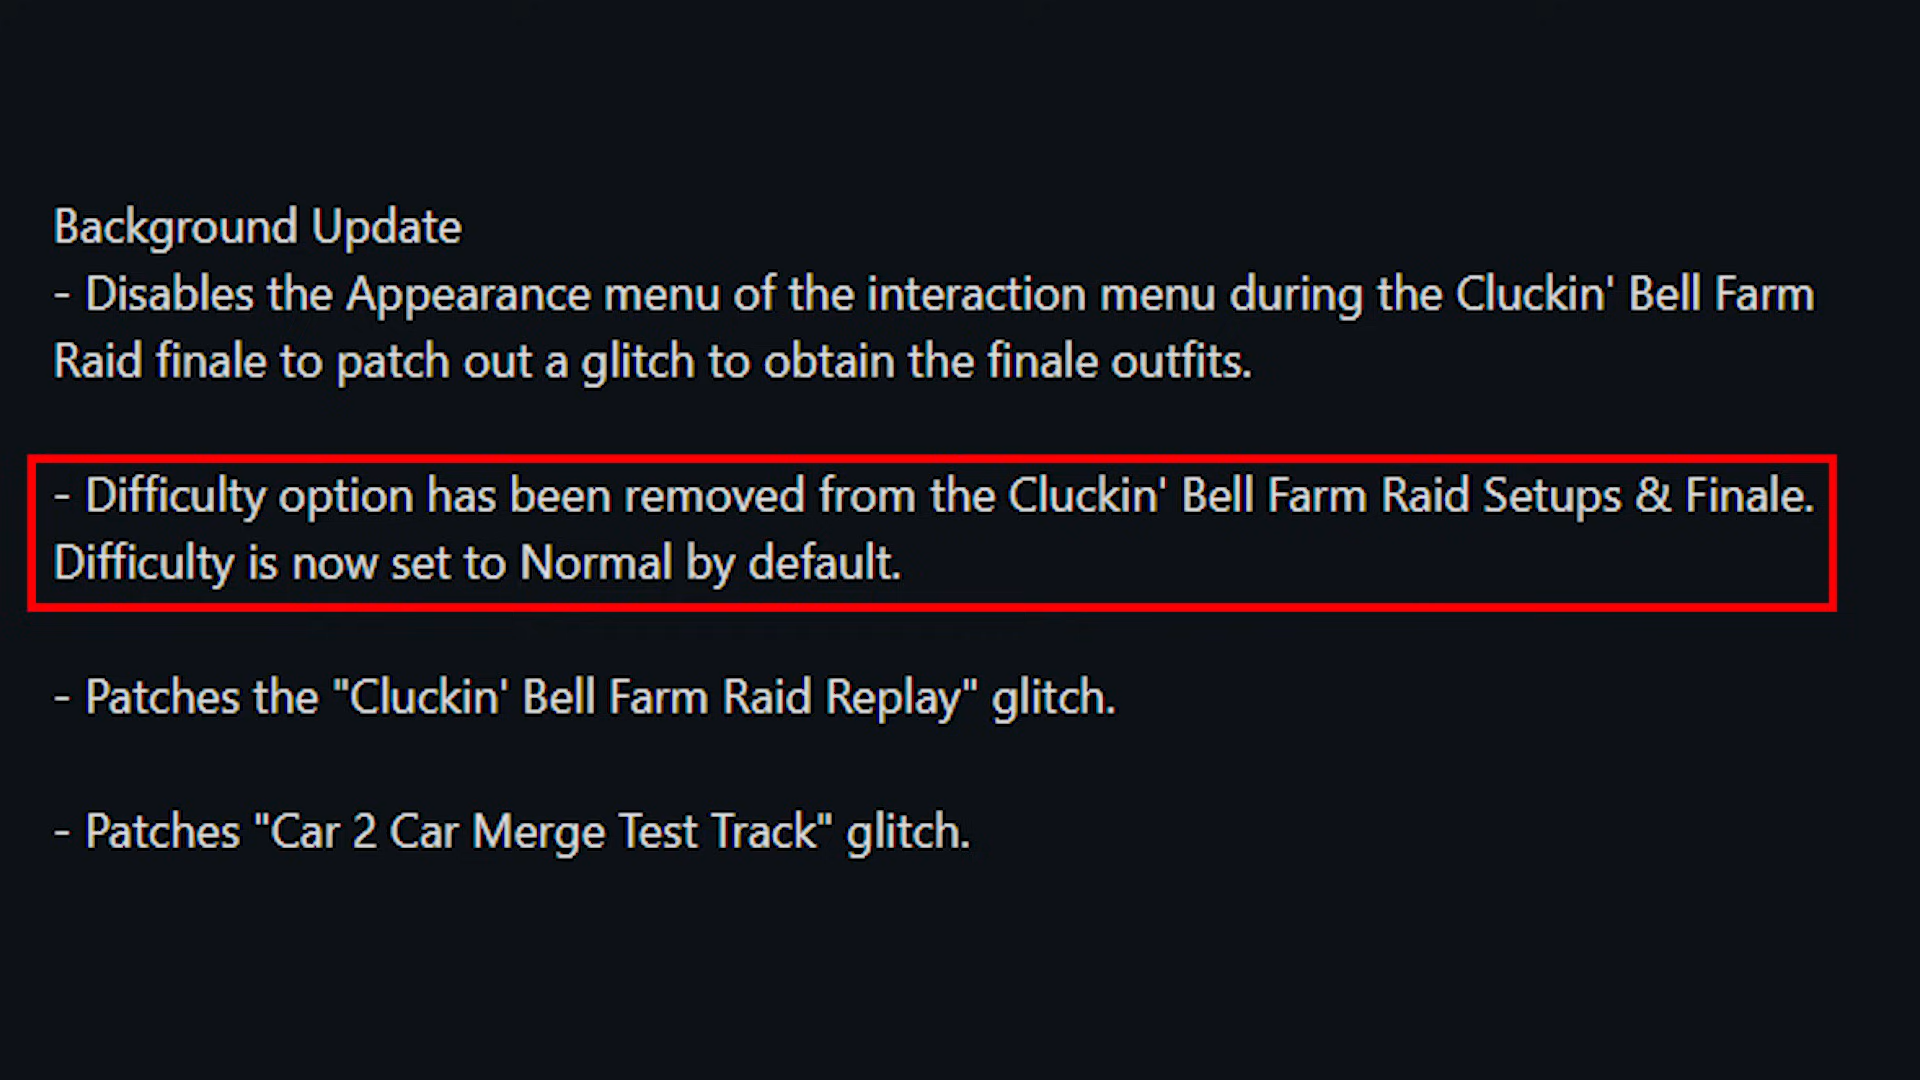 Background Update
- Disables the Appearance menu of the interaction menu during the Cluckin' Bell Farm
Raid finale to patch out a glitch to obtain the finale outfits.
- Difficulty option has been removed from the Cluckin' Bell Farm Raid Setups & Finale.
Difficulty is now set to Normal by default.
- Patches the "Cluckin' Bell Farm Raid Replay" glitch.
- Patches "Car 2 Car Merge Test Track" glitch.